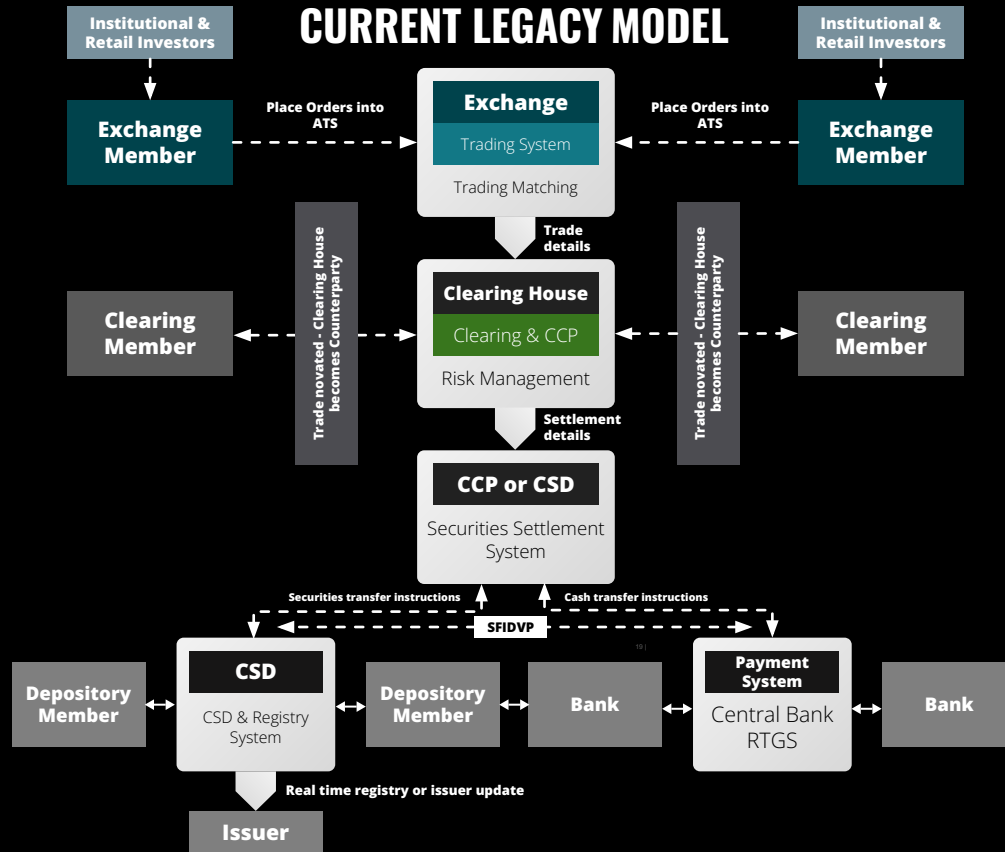 CURRENT LEGACY MODEL
Institutional &
Retail Investors
Institutional &
Retail Investors
Exchange
Member
Place Orders into
ATS
Exchange
Trading System
Trading Matching
Place Orders into
ATS
Exchange
Member
Trade
details
Trade novated - Clearing House
becomes Counterparty
Trade novated - Clearing House
becomes Counterparty
Clearing
Member
Clearing House
Clearing & CCP
Risk Management
Clearing
Member
Settlement
details
CCP or CSD
Securities Settlement
System
Securities transfer instructions
Cash transfer instructions
SFIDVP
19 |
Depository
Member
CSD
CSD & Registry
System
Depository
Member
Bank
Payment
System
Central Bank
RTGS
Bank
Real time registry or issuer update
Issuer